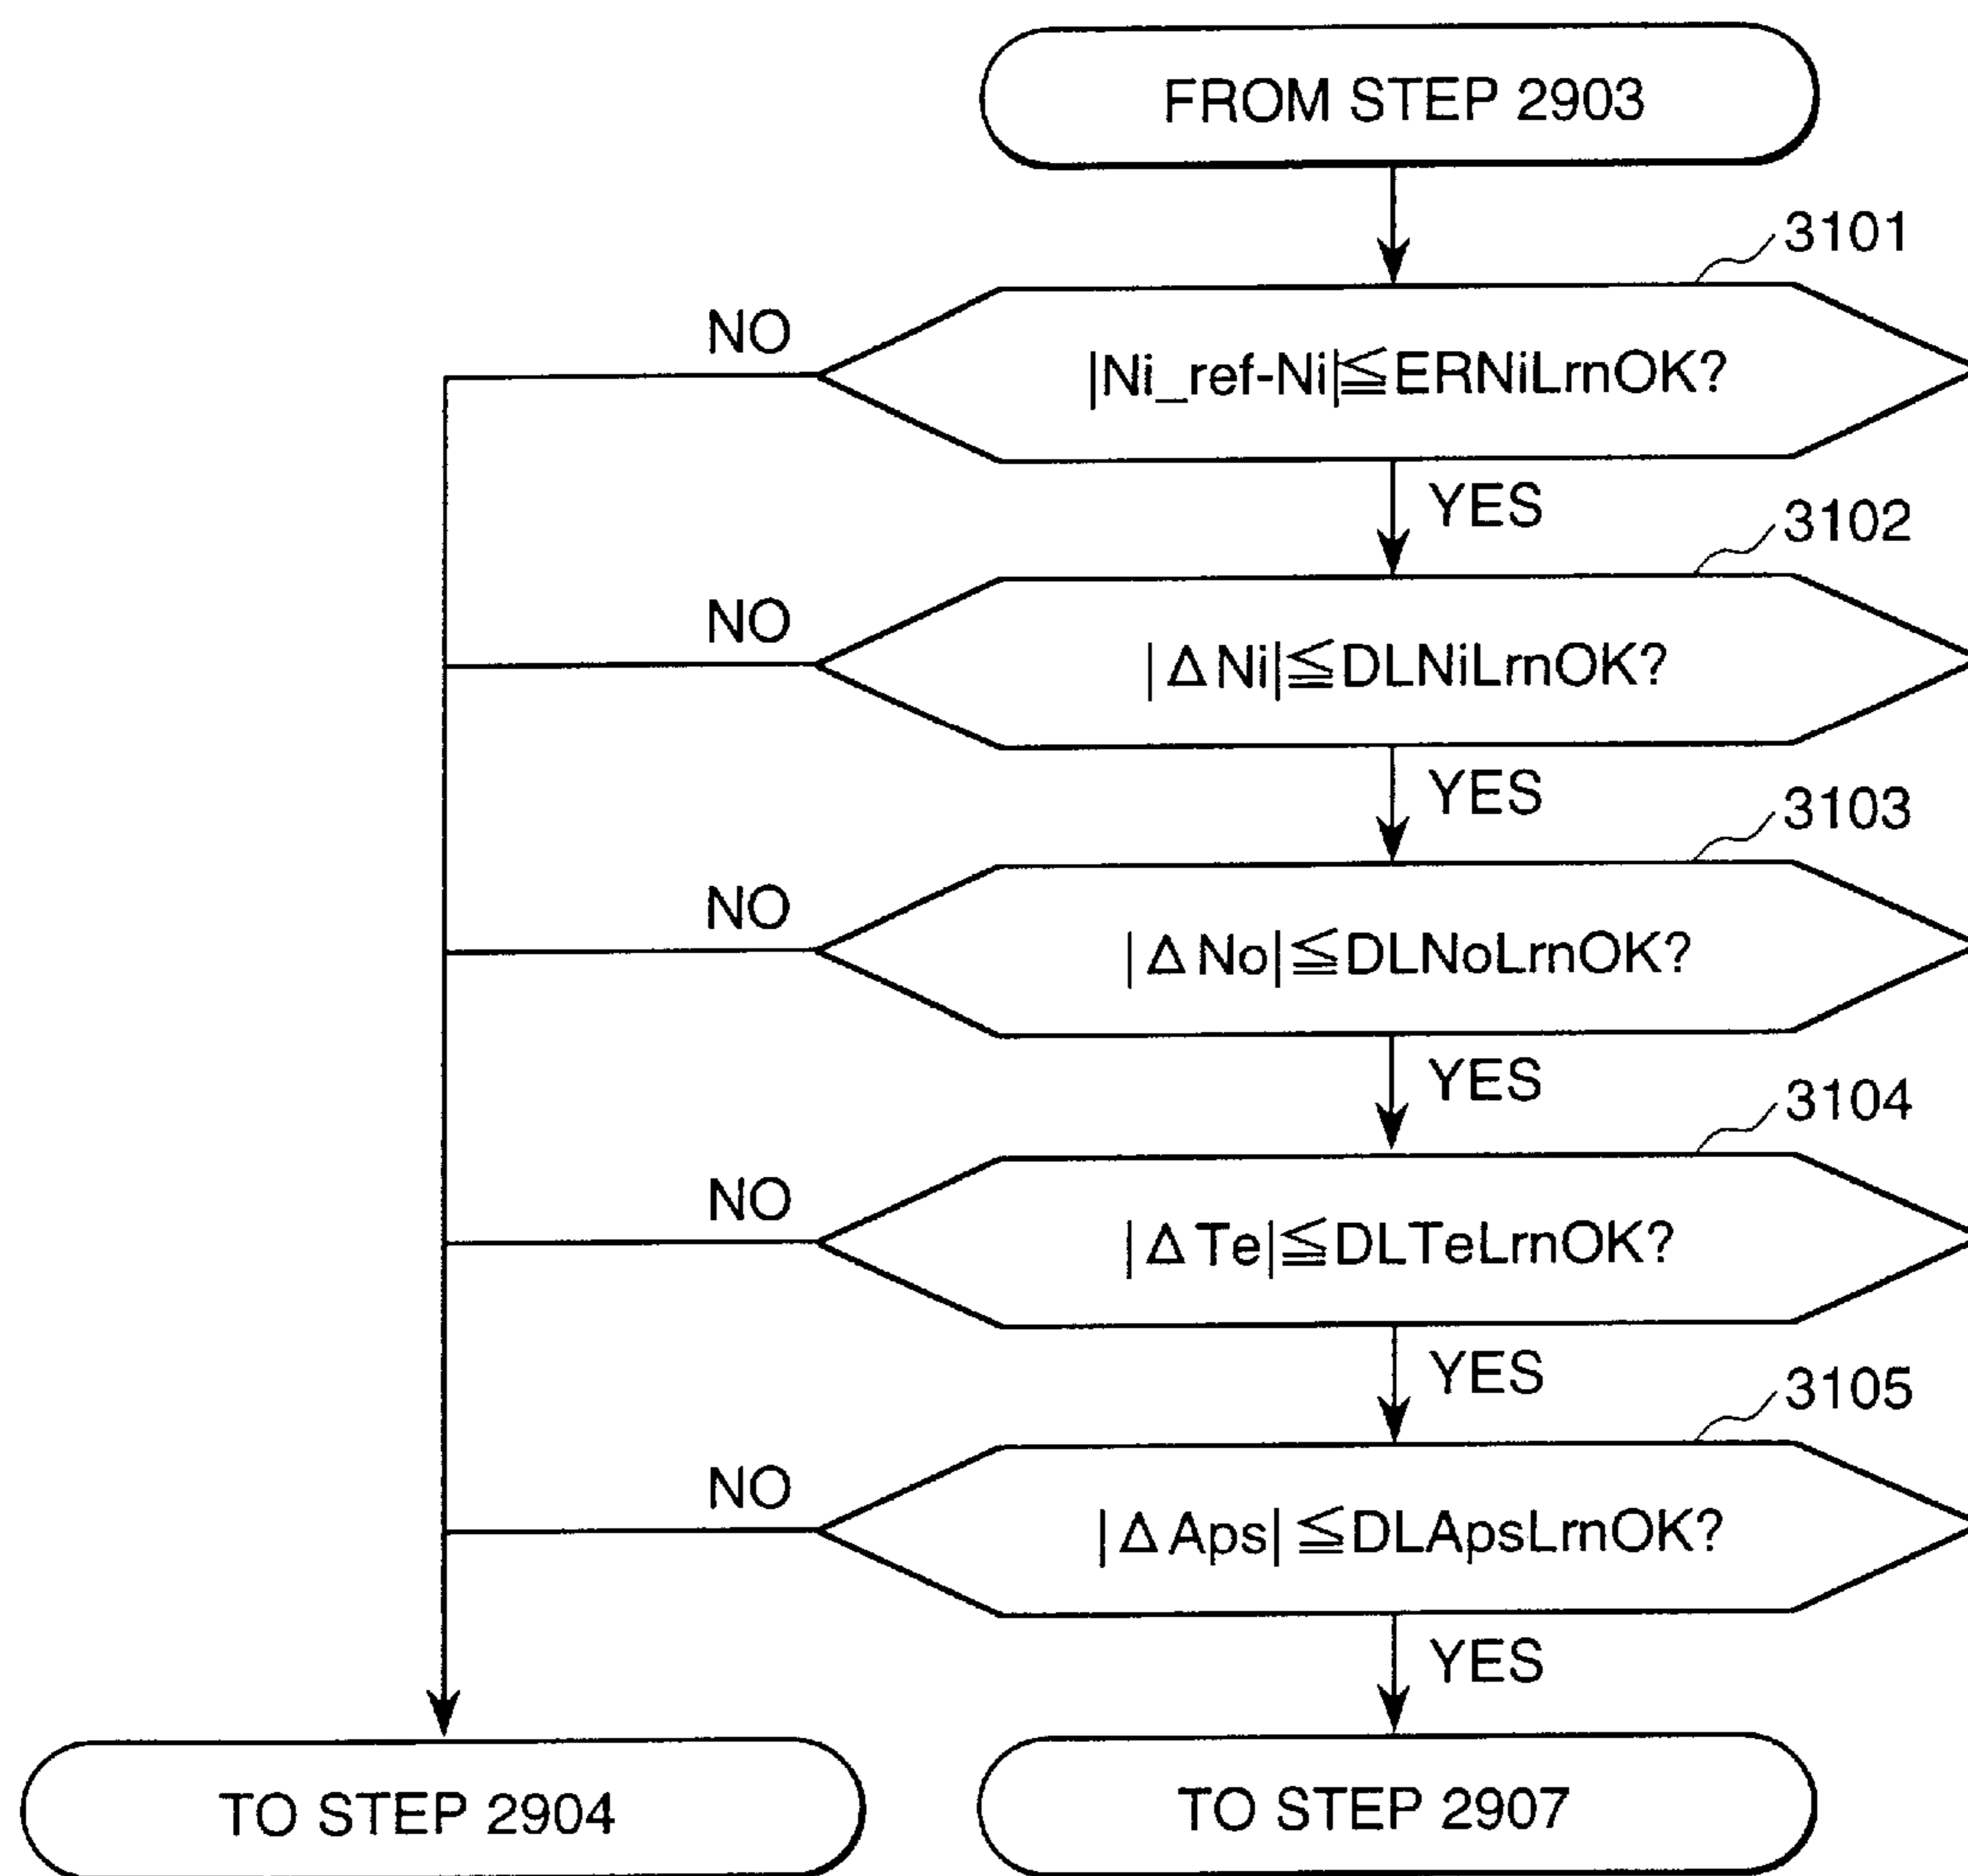 FROM STEP 2903
3101
NO
|Ni_ref-Ni|≦ERNiLrnOK?
YES
3102
NO
|ΔNi|≦DLNiLrnOK?
YES
3103
NO
|ΔNo|≦DLNoLrnOK?
YES
3104
NO
|ΔTe|≦DLTeLrnOK?
YES
3105
NO
|ΔAps|≦DLApsLrnOK?
YES
TO STEP 2904
TO STEP 2907